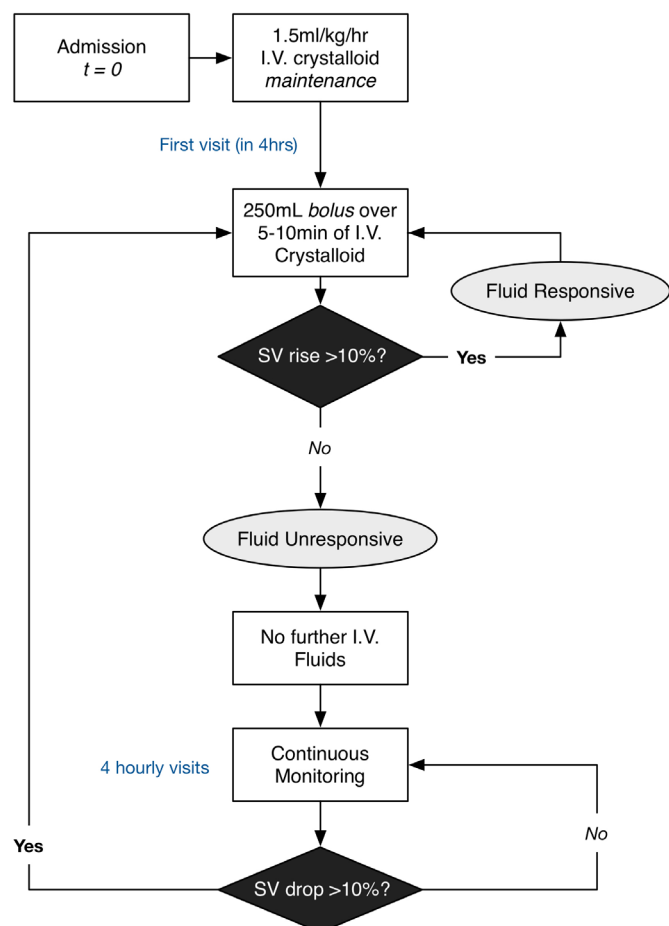 Admission
t = 0
1.5ml/kg/hr
I.V. crystalloid
maintenance
First visit (in 4hrs)
250mL bolus over
5-10min of I.V.
Crystalloid
Fluid Responsive
SV rise >10%?
Yes
No
Fluid Unresponsive
No further I.V.
Fluids
4 hourly visits
Continuous
Monitoring
Yes
No
SV drop >10%?